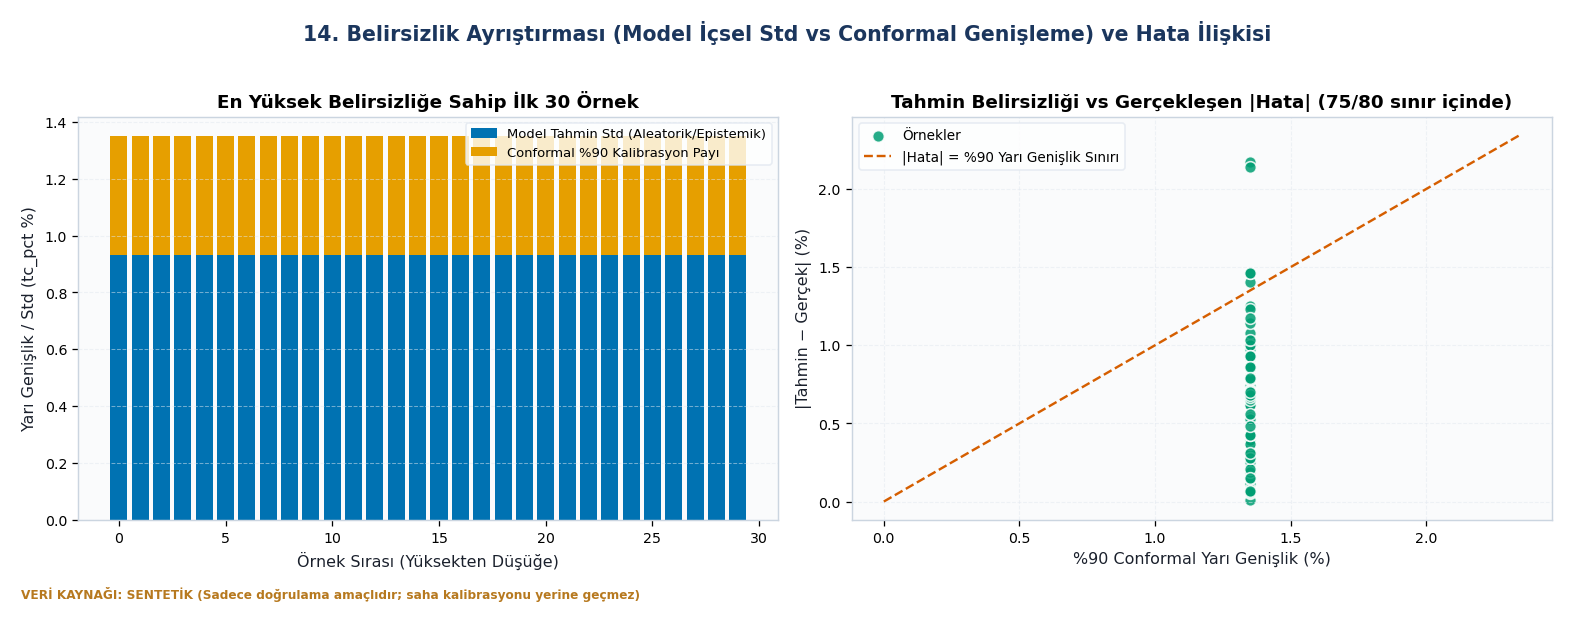 14. Belirsizlik Ayrıştırması (Model İçsel Std vs Conformal Genişleme) ve Hata İlişkisi
En Yüksek Belirsizliğe Sahip İlk 30 Örnek
Model Tahmin Std (Aleatorik/Epistemik)
Conformal %90 Kalibrasyon Payı
Yarı Genişlik / Std (tc_pct %)
1.4
1.2
1.0
0.8
0.6
0.4
0.2
0.0
0 5 10 15 20 25 30
Örnek Sırası (Yüksekten Düşüğe)
Tahmin Belirsizliği vs Gerçekleşen |Hata| (75/80 sınır içinde)
Örnekler
|Hata| = %90 Yarı Genişlik Sınırı
|Tahmin − Gerçek| (%)
2.0
1.5
1.0
0.5
0.0
0.0 0.5 1.0 1.5 2.0
%90 Conformal Yarı Genişlik (%)
VERİ KAYNAĞI: SENTETİK (Sadece doğrulama amaçlıdır; saha kalibrasyonu yerine geçmez)